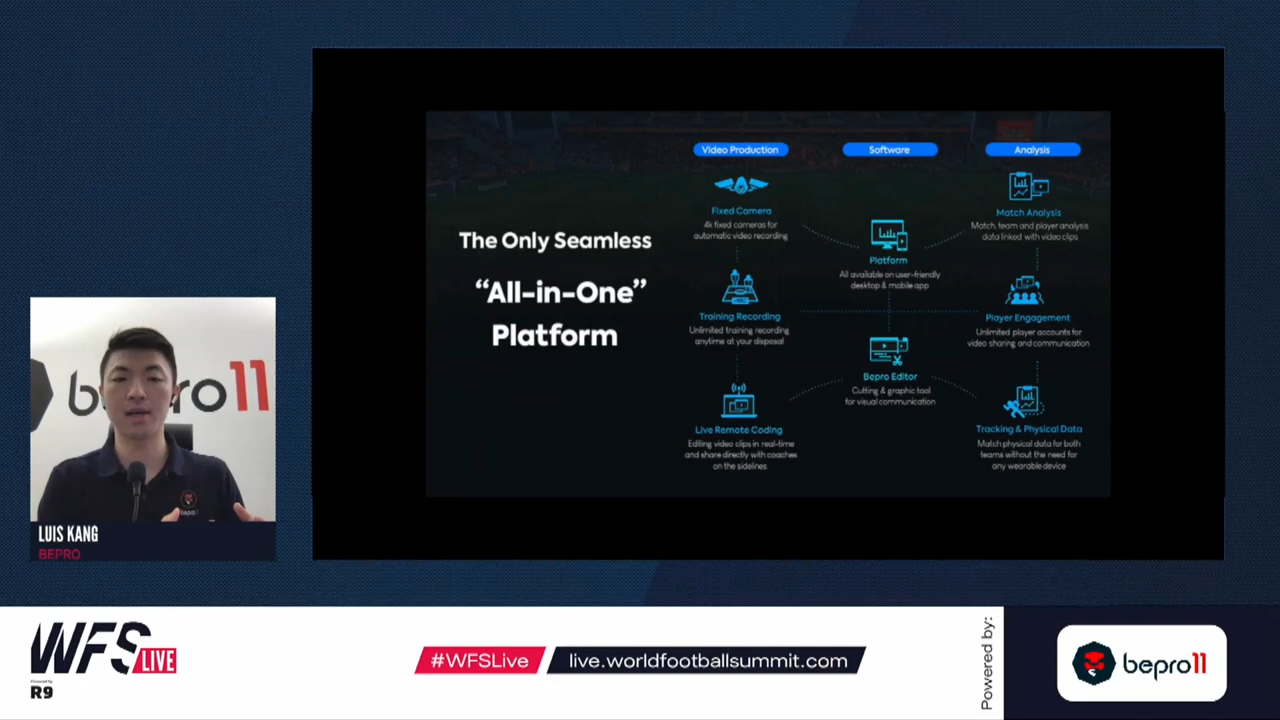 The Only Seamless
“All-in-One”
Platform
Video Production
Fixed Camera
4k fixed cameras for
automatic video recording
Training Recording
Unlimited training recording
anytime at your disposal
Live Remote Coding
Editing video clips in real-time
and share directly with coaches
on the sidelines
Software
Platform
All available on user-friendly
desktop & mobile app
Bepro Editor
Cutting & graphic tool
for visual communication
Analysis
Match Analysis
Match, team and player analysis
data linked with video clips
Player Engagement
Unlimited player accounts for
video sharing and communication
Tracking & Physical Data
Match physical data for both
teams without the need for
any wearable device
bepro11
LUIS KANG
BEPRO
WFS LIVE
R9
#WFSLive
live.worldfootballsummit.com
Powered by:
bepro11